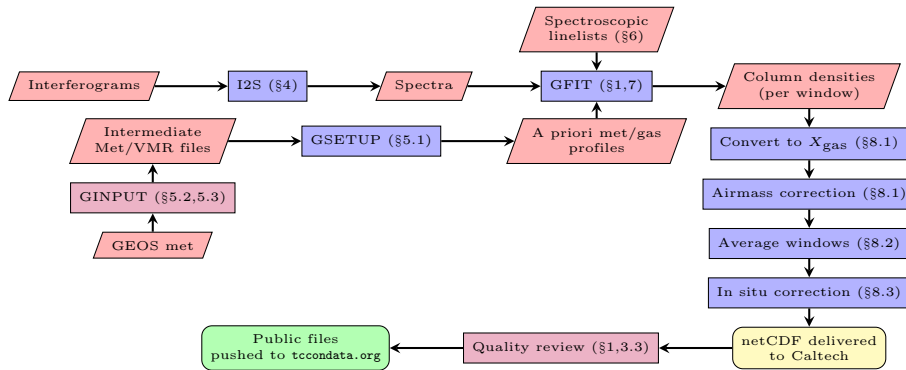 Spectroscopic
linelists (§6)
Interferograms
I2S (§4)
Spectra
GFIT (§1,7)
Column densities
(per window)
Intermediate
Met/VMR files
GSETUP (§5.1)
A priori met/gas
profiles
Convert to Xgas (§8.1)
GINPUT (§5.2,5.3)
Airmass correction (§8.1)
GEOS met
Average windows (§8.2)
In situ correction (§8.3)
Public files
pushed to tccondata.org
Quality review (§1,3.3)
netCDF delivered
to Caltech